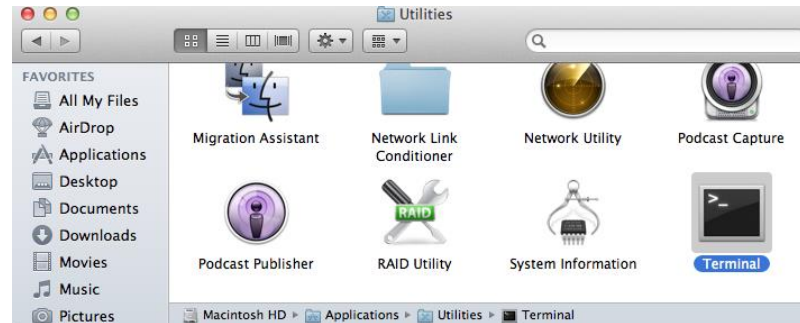 Utilities
FAVORITES
All My Files
AirDrop
Applications
Desktop
Documents
Downloads
Movies
Music
Pictures
Migration Assistant
Network Link
Conditioner
Network Utility
Podcast Capture
Podcast Publisher
RAID
RAID Utility
System Information
>_
Terminal
Macintosh HD ▸ Applications ▸ Utilities ▸ Terminal